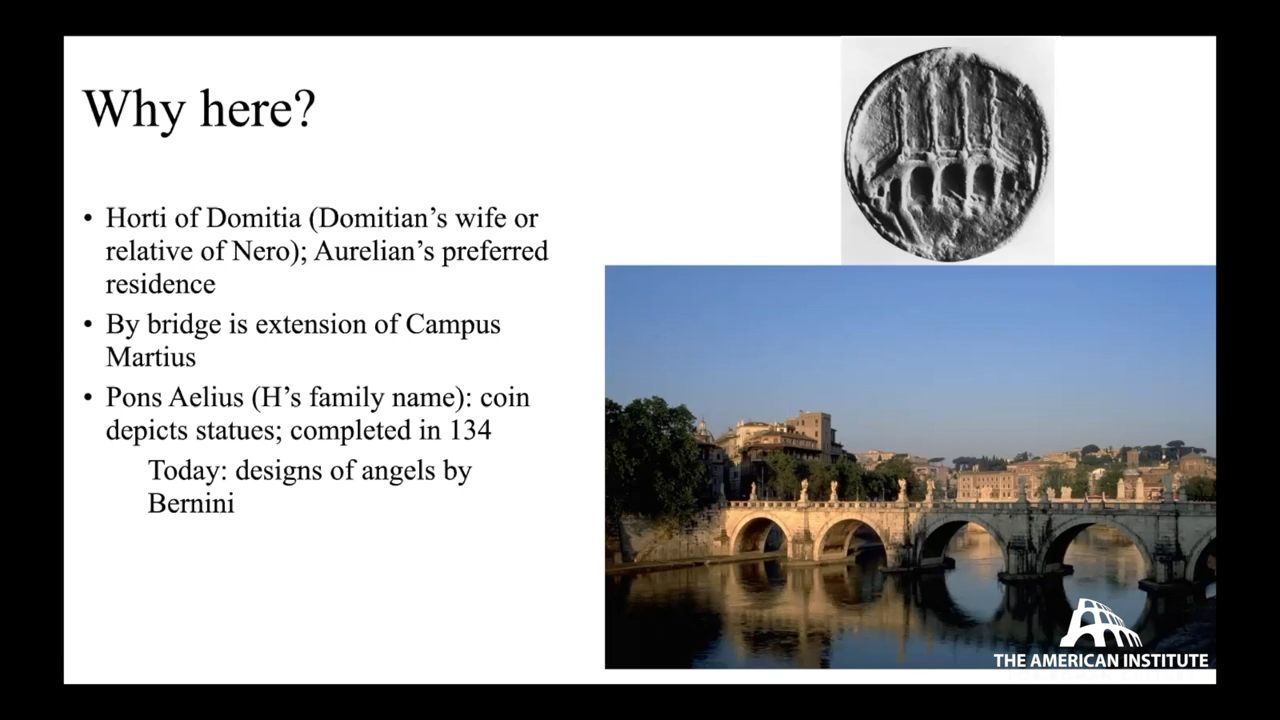 Why here?
• Horti of Domitia (Domitian’s wife or
relative of Nero); Aurelian’s preferred
residence
• By bridge is extension of Campus
Martius
• Pons Aelius (H’s family name): coin
depicts statues; completed in 134
Today: designs of angels by
Bernini
THE AMERICAN INSTITUTE